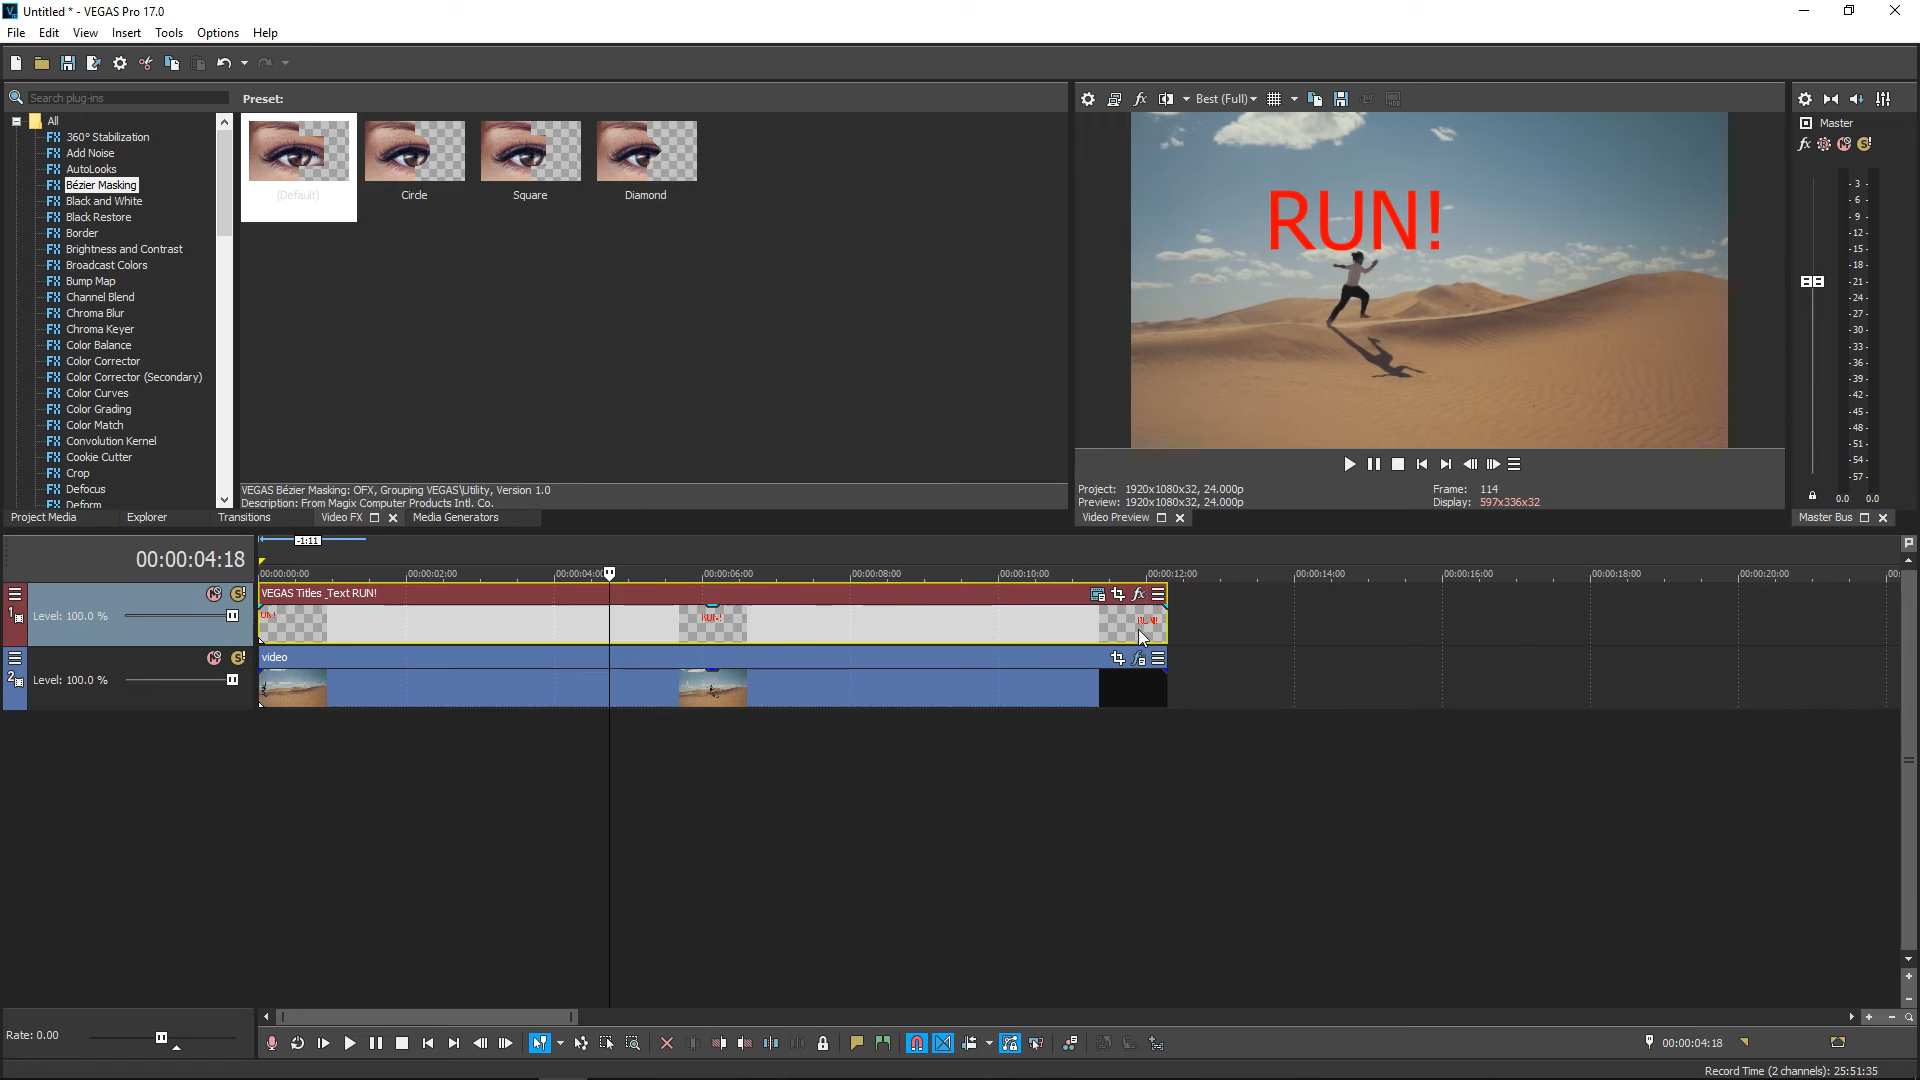 Untitled * - VEGAS Pro 17.0
File Edit View Insert Tools Options Help
Search plug-ins
Preset:
All
360° Stabilization
Add Noise
AutoLooks
Bézier Masking
Black and White
Black Restore
Border
Brightness and Contrast
Broadcast Colors
Bump Map
Channel Blend
Chroma Blur
Chroma Keyer
Color Balance
Color Corrector
Color Corrector (Secondary)
Color Curves
Color Grading
Color Match
Convolution Kernel
Cookie Cutter
Crop
Defocus
Deform
(Default) Circle Square Diamond
VEGAS Bézier Masking: OFX, Grouping VEGAS\Utility, Version 1.0
Description: From Magix Computer Products Intl. Co.
Project Media Explorer Transitions Video FX Media Generators
Best (Full)
RUN!
Project: 1920x1080x32, 24.000p
Frame: 114
Preview: 1920x1080x32, 24.000p
Display: 597x336x32
Video Preview
Master
3
6
9
-12-
-15-
-18-
-21-
-24-
-27-
-30-
-33-
-36-
-39-
-42-
-45-
-48-
-51-
-54-
-57-
0.0 0.0
Master Bus
-1:11
00:00:04:18
00:00:00:00 00:00:02:00 00:00:04:00 00:00:06:00 00:00:08:00 00:00:10:00 00:00:12:00 00:00:14:00 00:00:16:00 00:00:18:00 00:00:20:00 00:
1
Level: 100.0 %
VEGAS Titles _Text RUN!
RUN! RUN! RUN!
2
Level: 100.0 %
video
Rate: 0.00
00:00:04:18
Record Time (2 channels): 25:51:35